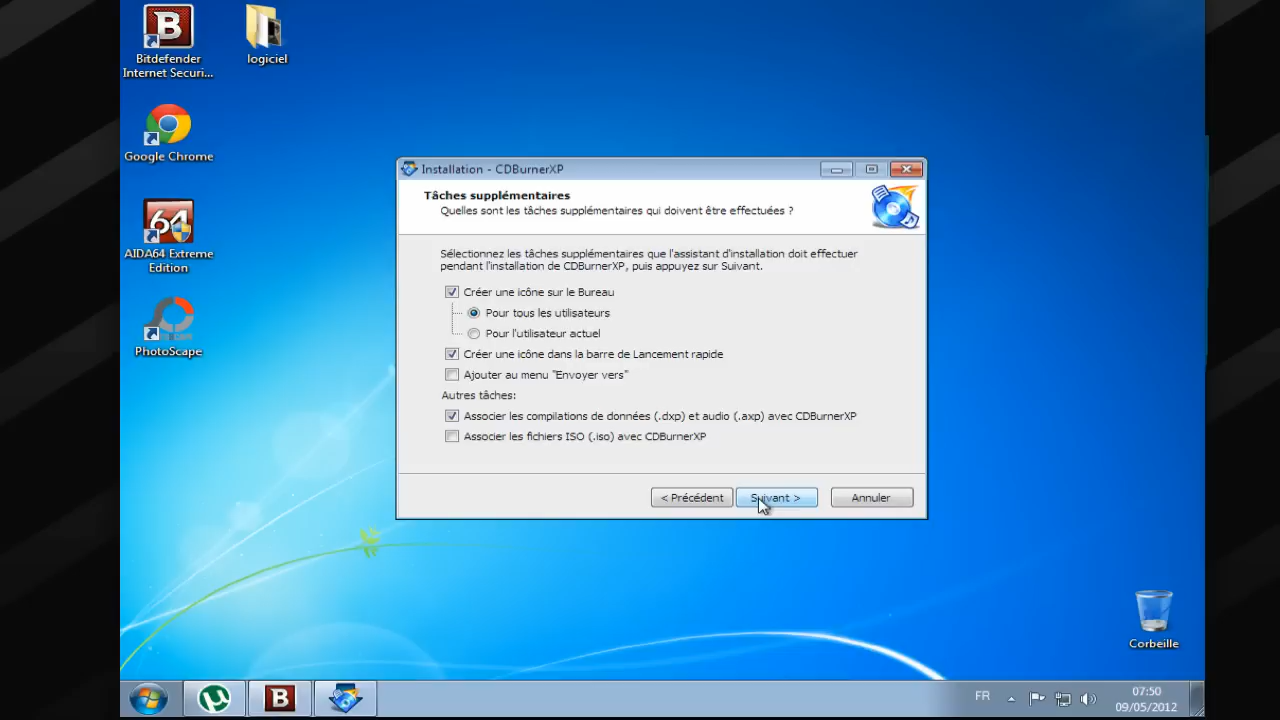 Bitdefender
Internet Securi...
logiciel
Google Chrome
64
AIDA64 Extreme
Edition
PhotoScape
Installation - CDBurnerXP
Tâches supplémentaires
Quelles sont les tâches supplémentaires qui doivent être effectuées ?
Sélectionnez les tâches supplémentaires que l'assistant d'installation doit effectuer
pendant l'installation de CDBurnerXP, puis appuyez sur Suivant.
Créer une icône sur le Bureau
Pour tous les utilisateurs
Pour l'utilisateur actuel
Créer une icône dans la barre de Lancement rapide
Ajouter au menu "Envoyer vers"
Autres tâches:
Associer les compilations de données (.dxp) et audio (.axp) avec CDBurnerXP
Associer les fichiers ISO (.iso) avec CDBurnerXP
< Précédent
Suivant >
Annuler
Corbeille
B
FR
07:50
09/05/2012